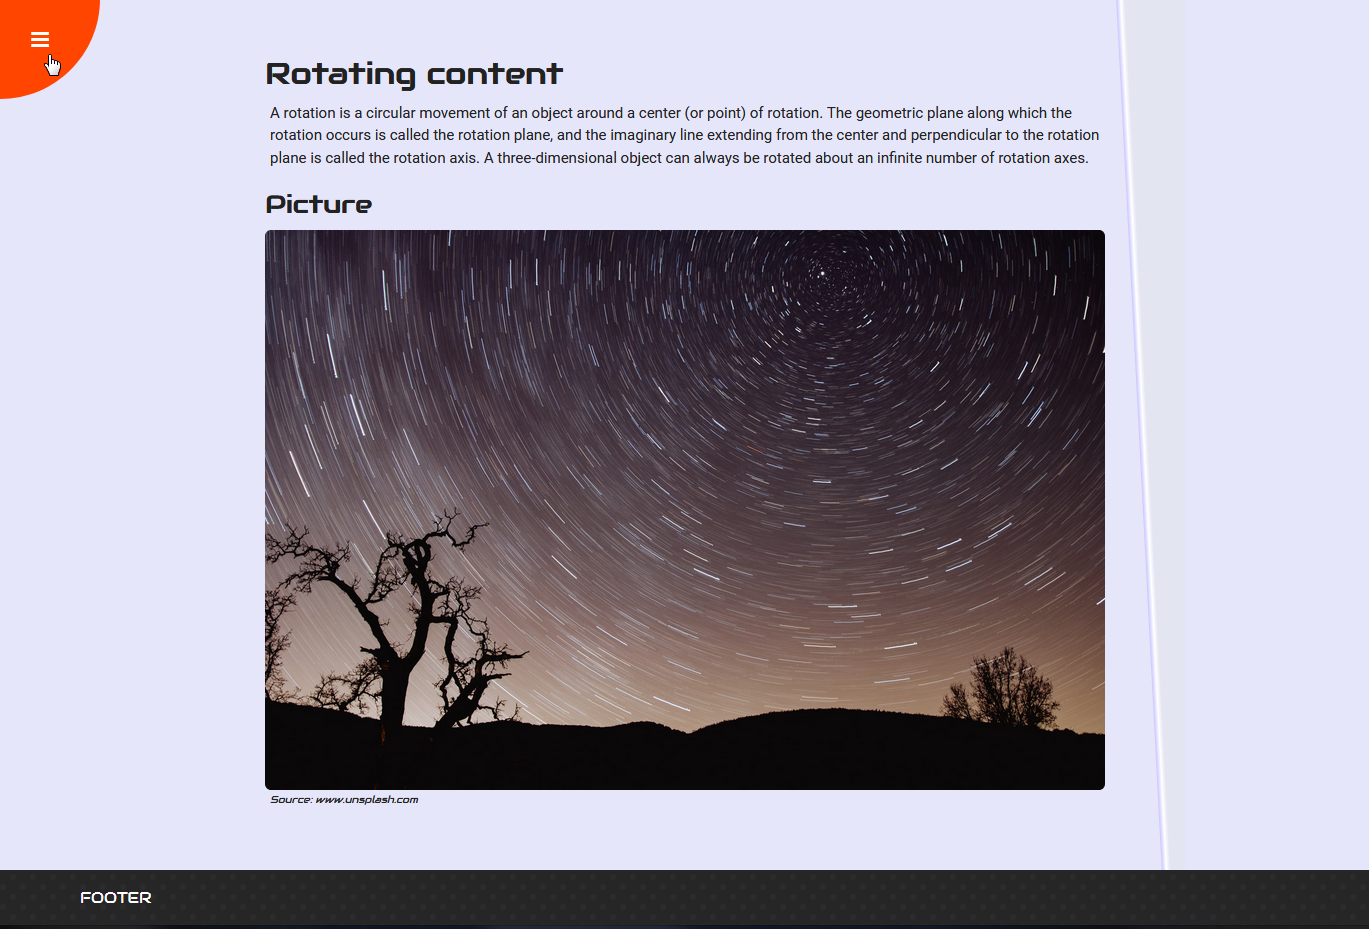 Rotating content
A rotation is a circular movement of an object around a center (or point) of rotation. The geometric plane along which the
rotation occurs is called the rotation plane, and the imaginary line extending from the center and perpendicular to the rotation
plane is called the rotation axis. A three-dimensional object can always be rotated about an infinite number of rotation axes.
Picture
Source: www.unsplash.com
FOOTER